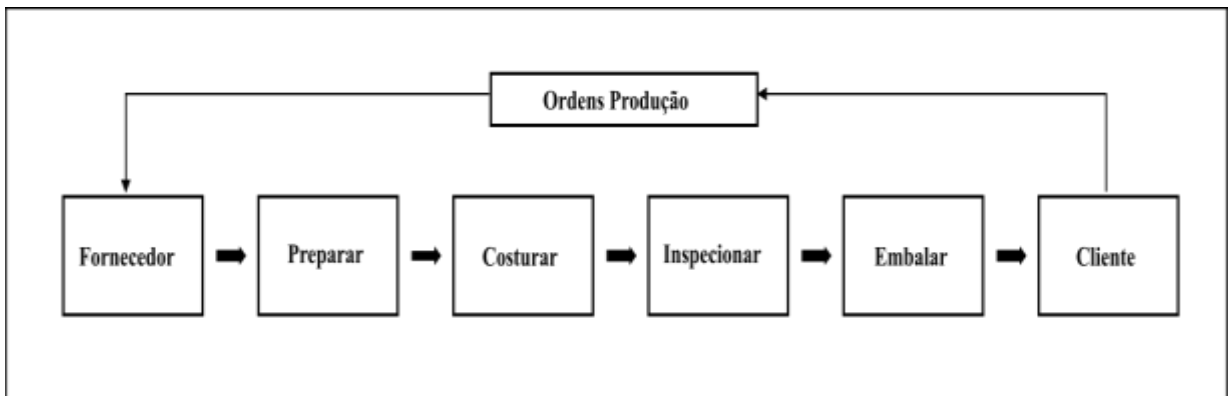 Ordens Produção
Fornecedor
Preparar
Costurar
Inspecionar
Embalar
Cliente